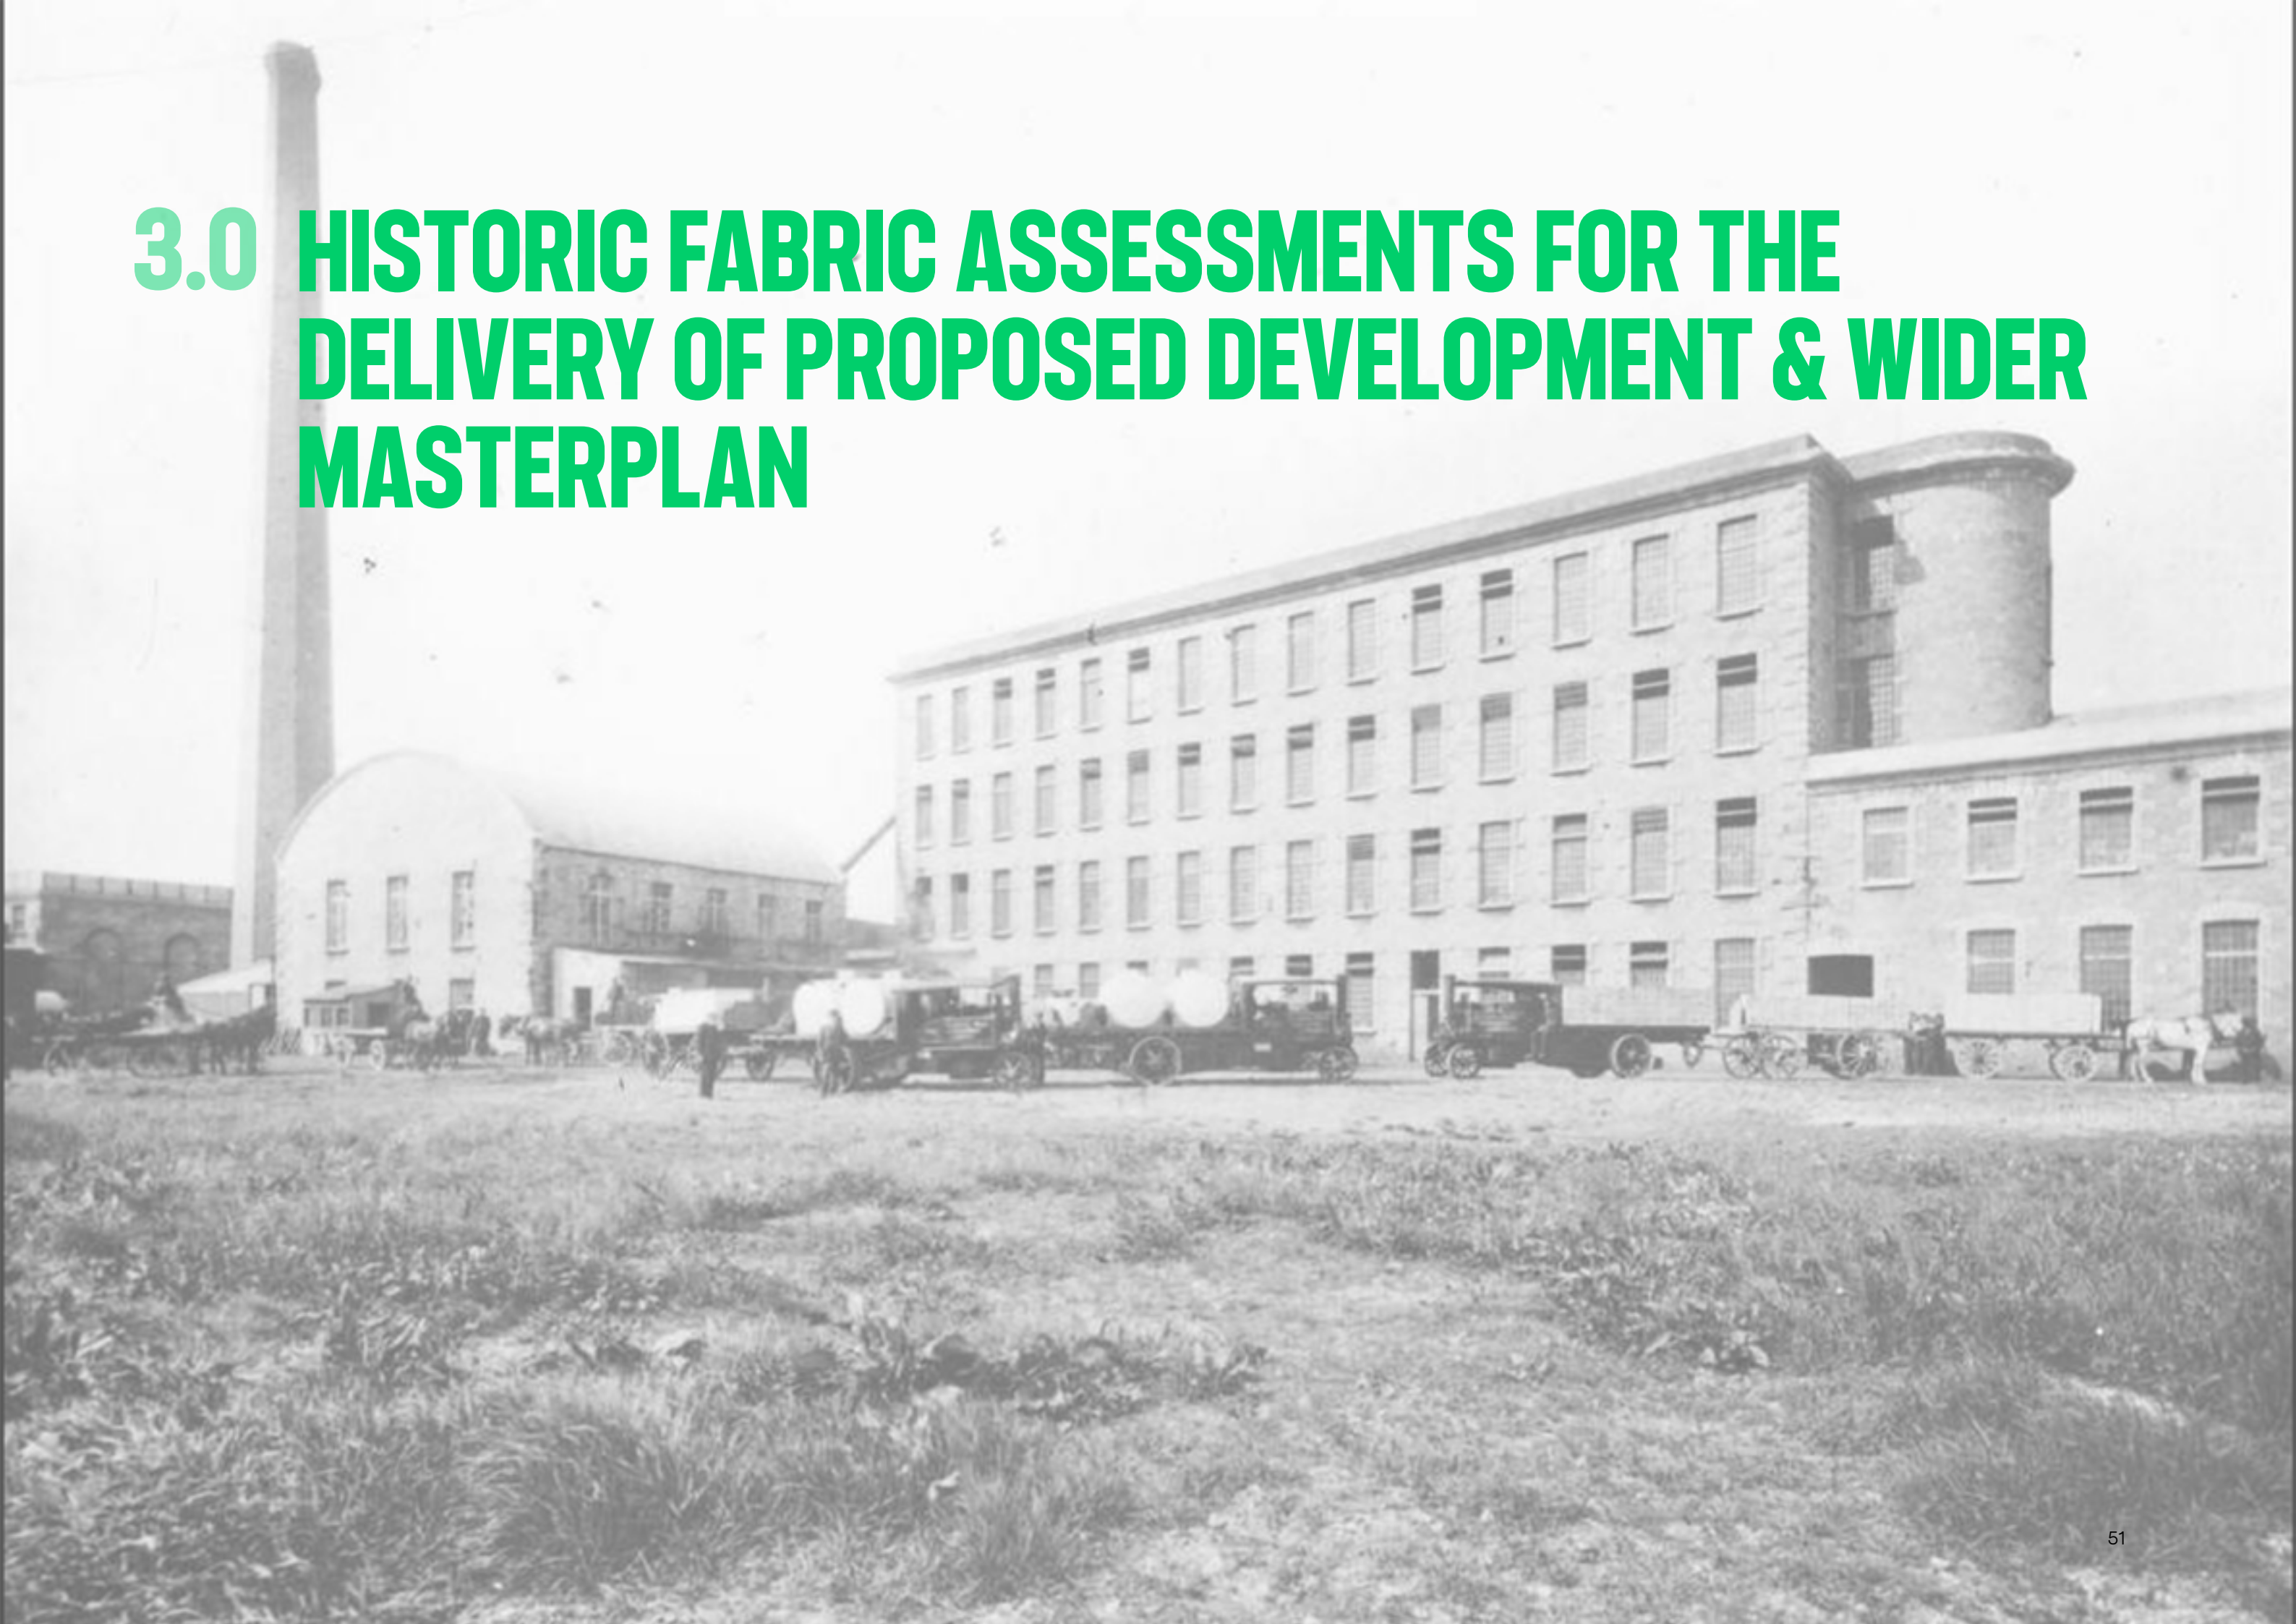 3.0 HISTORIC FABRIC ASSESSMENTS FOR THE
DELIVERY OF PROPOSED DEVELOPMENT & WIDER
MASTERPLAN
51